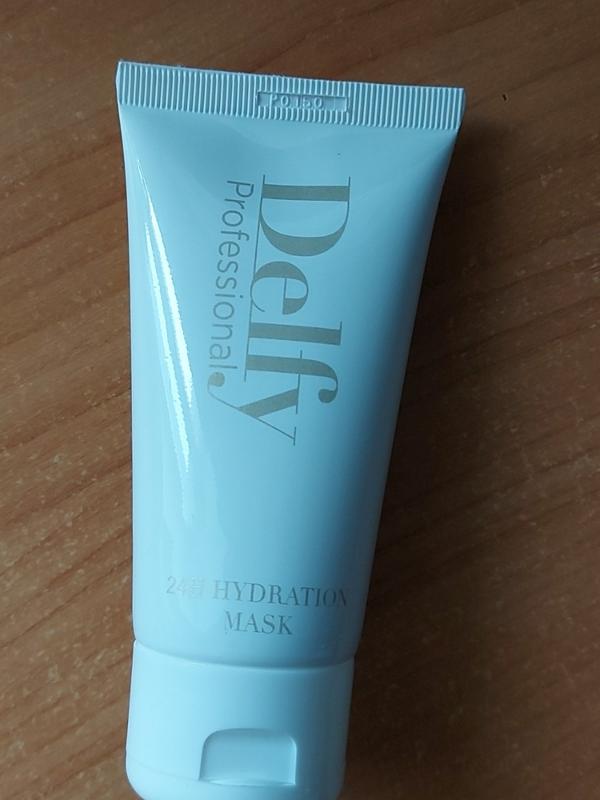 Delfy
Professional
24H HYDRATION
MASK